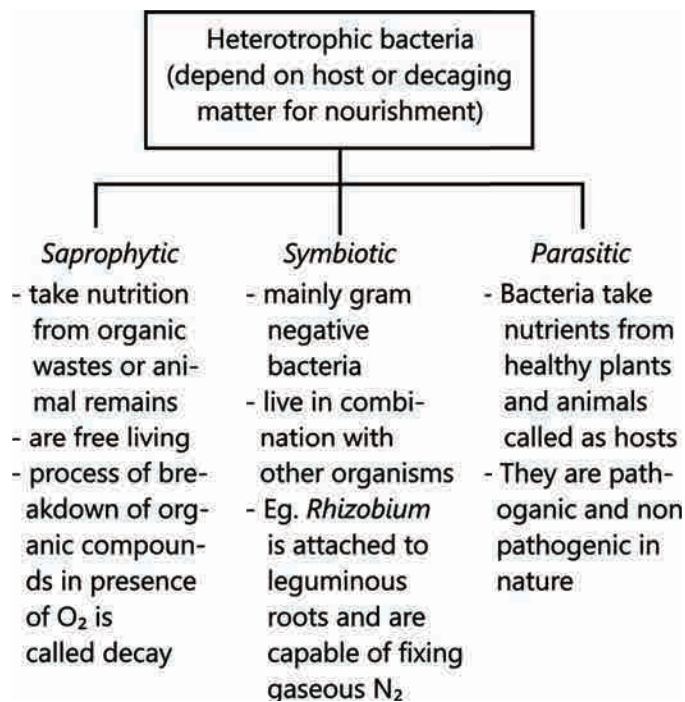 Heterotrophic bacteria
(depend on host or decaging
matter for nourishment)
Saprophytic
- take nutrition
from organic
wastes or ani-
mal remains
- are free living
- process of bre-
akdown of org-
anic compoun-
ds in presence
of O₂ is
called decay
Symbiotic
- mainly gram
negative
bacteria
- live in combi-
nation with
other organisms
- Eg. Rhizobium
is attached to
leguminous
roots and are
capable of fixing
gaseous N₂
Parasitic
- Bacteria take
nutrients from
healthy plants
and animals
called as hosts
- They are path-
oganic and non
pathogenic in
nature